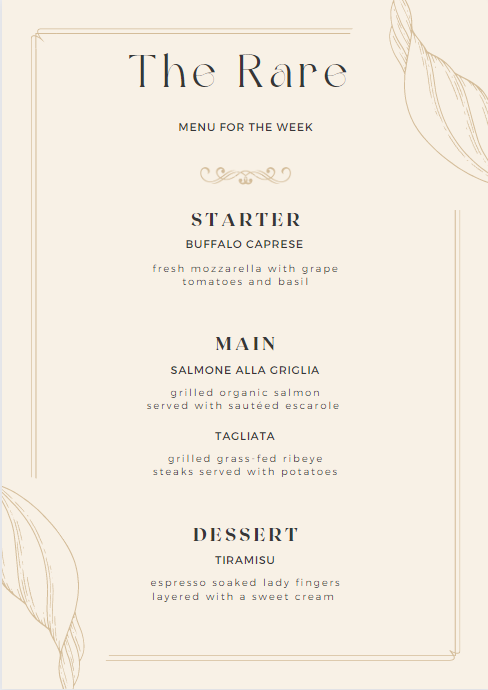 The Rare
MENU FOR THE WEEK
STARTER
BUFFALO CAPRESE
fresh mozzarella with grape
tomatoes and basil
MAIN
SALMONE ALLA GRIGLIA
grilled organic salmon
served with sautéed escarole
TAGLIATA
grilled grass-fed ribeye
steaks served with potatoes
DESSERT
TIRAMISU
espresso soaked lady fingers
layered with a sweet cream